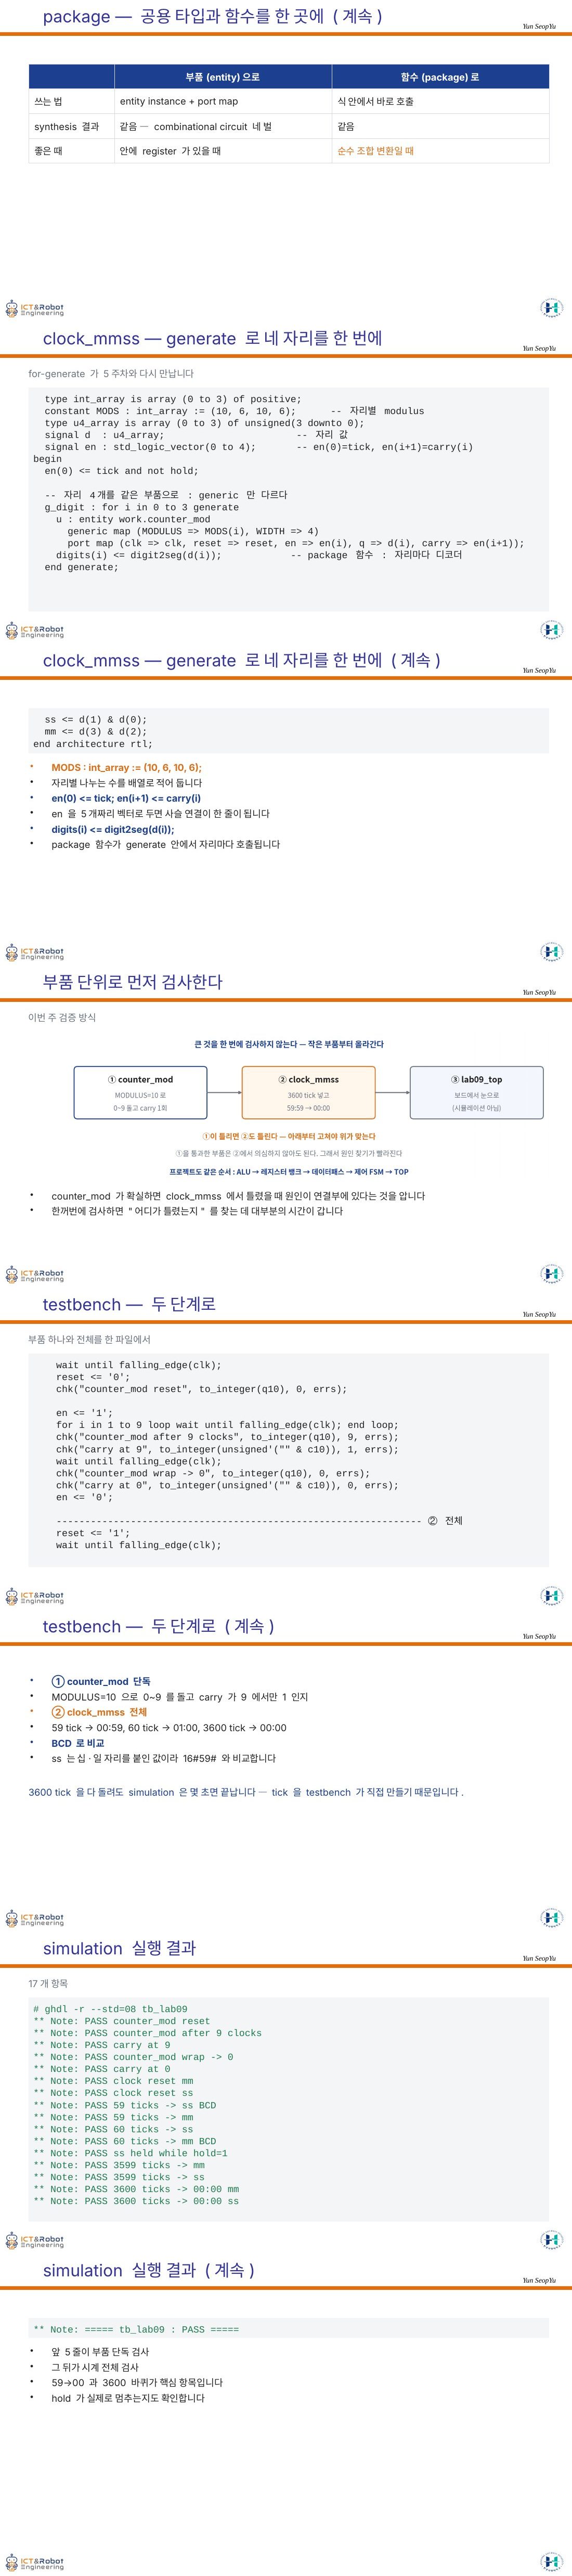 package — 공용 타입과 함수를 한 곳에 ( 계속 )
Yun SeopYu
부품 (entity) 으로 함수 (package) 로
쓰는 법 entity instance + port map 식 안에서 바로 호출
synthesis 결과 같음 — combinational circuit 네 벌 같음
좋은 때 안에 register 가 있을 때 순수 조합 변환일 때
ICT&Robot
Engineering
clock_mmss — generate 로 네 자리를 한 번에
Yun SeopYu
for-generate 가 5 주차와 다시 만납니다
type int_array is array (0 to 3) of positive;
constant MODS : int_array := (10, 6, 10, 6); -- 자리별 modulus
type u4_array is array (0 to 3) of unsigned(3 downto 0);
signal d : u4_array; -- 자리 값
signal en : std_logic_vector(0 to 4); -- en(0)=tick, en(i+1)=carry(i)
begin
en(0) <= tick and not hold;
-- 자리 4개를 같은 부품으로 : generic 만 다르다
g_digit : for i in 0 to 3 generate
u : entity work.counter_mod
generic map (MODULUS => MODS(i), WIDTH => 4)
port map (clk => clk, reset => reset, en => en(i), q => d(i), carry => en(i+1));
digits(i) <= digit2seg(d(i)); -- package 함수 : 자리마다 디코더
end generate;
ICT&Robot
Engineering
clock_mmss — generate 로 네 자리를 한 번에 ( 계속 )
Yun SeopYu
ss <= d(1) & d(0);
mm <= d(3) & d(2);
end architecture rtl;
• MODS : int_array := (10, 6, 10, 6);
• 자리별 나누는 수를 배열로 적어 둡니다
• en(0) <= tick; en(i+1) <= carry(i)
• en 을 5 개짜리 벡터로 두면 사슬 연결이 한 줄이 됩니다
• digits(i) <= digit2seg(d(i));
• package 함수가 generate 안에서 자리마다 호출됩니다
ICT&Robot
Engineering
부품 단위로 먼저 검사한다
Yun SeopYu
이번 주 검증 방식
큰 것을 한 번에 검사하지 않는다 — 작은 부품부터 올라간다
① counter_mod
MODULUS=10 로
0~9 돌고 carry 1회
② clock_mmss
3600 tick 넣고
59:59 → 00:00
③ lab09_top
보드에서 눈으로
(시뮬레이션 아님)
①이 틀리면 ②도 틀린다 — 아래부터 고쳐야 위가 맞는다
①을 통과한 부품은 ②에서 의심하지 않아도 된다. 그래서 원인 찾기가 빨라진다
프로젝트도 같은 순서 : ALU → 레지스터 뱅크 → 데이터패스 → 제어 FSM → TOP
• counter_mod 가 확실하면 clock_mmss 에서 틀렸을 때 원인이 연결부에 있다는 것을 압니다
• 한꺼번에 검사하면 " 어디가 틀렸는지 " 를 찾는 데 대부분의 시간이 갑니다
ICT&Robot
Engineering
testbench — 두 단계로
Yun SeopYu
부품 하나와 전체를 한 파일에서
wait until falling_edge(clk);
reset <= '0';
chk("counter_mod reset", to_integer(q10), 0, errs);
en <= '1';
for i in 1 to 9 loop wait until falling_edge(clk); end loop;
chk("counter_mod after 9 clocks", to_integer(q10), 9, errs);
chk("carry at 9", to_integer(unsigned'("" & c10)), 1, errs);
wait until falling_edge(clk);
chk("counter_mod wrap -> 0", to_integer(q10), 0, errs);
chk("carry at 0", to_integer(unsigned'("" & c10)), 0, errs);
en <= '0';
---------------------------------------------------------------- ② 전체
reset <= '1';
wait until falling_edge(clk);
ICT&Robot
Engineering
testbench — 두 단계로 ( 계속 )
Yun SeopYu
• ① counter_mod 단독
• MODULUS=10 으로 0~9 를 돌고 carry 가 9 에서만 1 인지
• ② clock_mmss 전체
• 59 tick → 00:59, 60 tick → 01:00, 3600 tick → 00:00
• BCD 로 비교
• ss 는 십 · 일 자리를 붙인 값이라 16#59# 와 비교합니다
3600 tick 을 다 돌려도 simulation 은 몇 초면 끝납니다 — tick 을 testbench 가 직접 만들기 때문입니다 .
ICT&Robot
Engineering
simulation 실행 결과
Yun SeopYu
17 개 항목
# ghdl -r --std=08 tb_lab09
** Note: PASS counter_mod reset
** Note: PASS counter_mod after 9 clocks
** Note: PASS carry at 9
** Note: PASS counter_mod wrap -> 0
** Note: PASS carry at 0
** Note: PASS clock reset mm
** Note: PASS clock reset ss
** Note: PASS 59 ticks -> ss BCD
** Note: PASS 59 ticks -> mm
** Note: PASS 60 ticks -> ss
** Note: PASS 60 ticks -> mm BCD
** Note: PASS ss held while hold=1
** Note: PASS 3599 ticks -> mm
** Note: PASS 3599 ticks -> ss
** Note: PASS 3600 ticks -> 00:00 mm
** Note: PASS 3600 ticks -> 00:00 ss
ICT&Robot
Engineering
simulation 실행 결과 ( 계속 )
Yun SeopYu
** Note: ===== tb_lab09 : PASS =====
• 앞 5 줄이 부품 단독 검사
• 그 뒤가 시계 전체 검사
• 59→00 과 3600 바퀴가 핵심 항목입니다
• hold 가 실제로 멈추는지도 확인합니다
ICT&Robot
Engineering